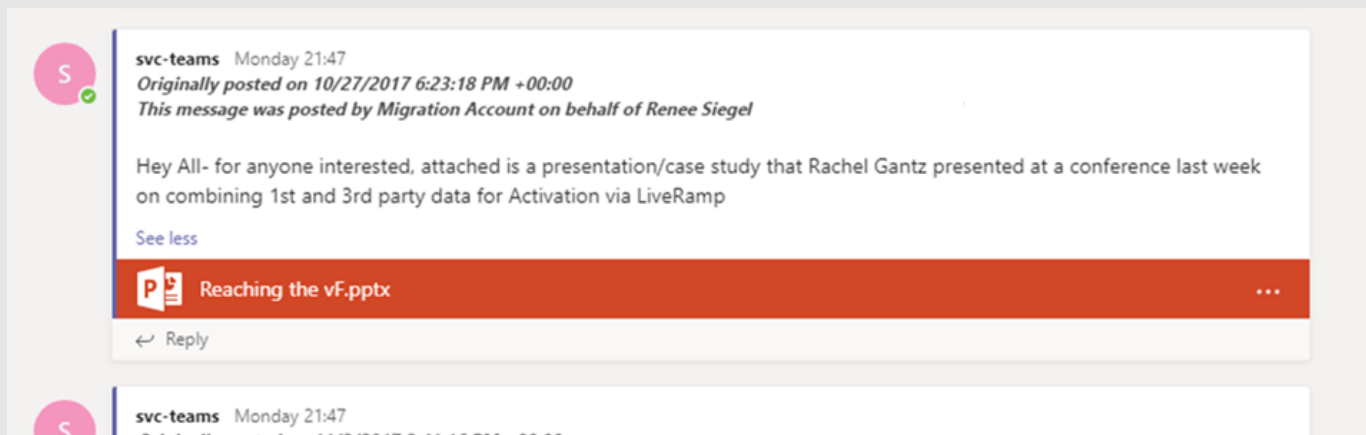 S
svc-teams Monday 21:47
Originally posted on 10/27/2017 6:23:18 PM +00:00
This message was posted by Migration Account on behalf of Renee Siegel
Hey All- for anyone interested, attached is a presentation/case study that Rachel Gantz presented at a conference last week
on combining 1st and 3rd party data for Activation via LiveRamp
See less
P
Reaching the vF.pptx
Reply
S
svc-teams Monday 21:47